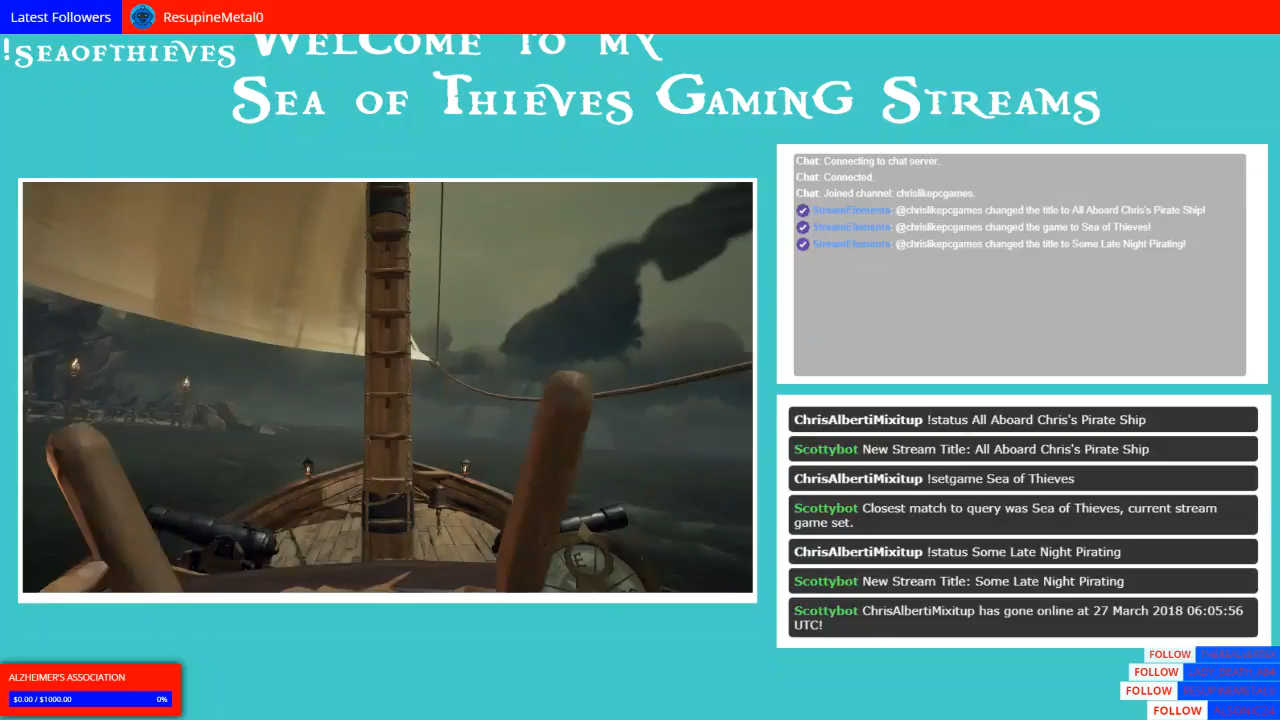 Latest Followers
ResupineMetal0
!SeaofThieves
Welcome to my
Sea of Thieves Gaming Streams
Chat: Connecting to chat server..
Chat: Connected.
Chat: Joined channel: chrislikepcgames.
StreamElements: @chrislikepcgames changed the title to All Aboard Chris's Pirate Ship!
StreamElements: @chrislikepcgames changed the game to Sea of Thieves!
StreamElements: @chrislikepcgames changed the title to Some Late Night Pirating!
ChrisAlbertiMixitup !status All Aboard Chris's Pirate Ship
Scottybot New Stream Title: All Aboard Chris's Pirate Ship
ChrisAlbertiMixitup !setgame Sea of Thieves
Scottybot Closest match to query was Sea of Thieves, current stream
game set.
ChrisAlbertiMixitup !status Some Late Night Pirating
Scottybot New Stream Title: Some Late Night Pirating
Scottybot ChrisAlbertiMixitup has gone online at 27 March 2018 06:05:56
UTC!
E
FOLLOW
FOLLOW
FOLLOW RESUPINEMETAL0
FOLLOW
ALZHEIMER'S ASSOCIATION
$0.00 / $1000.00 0%